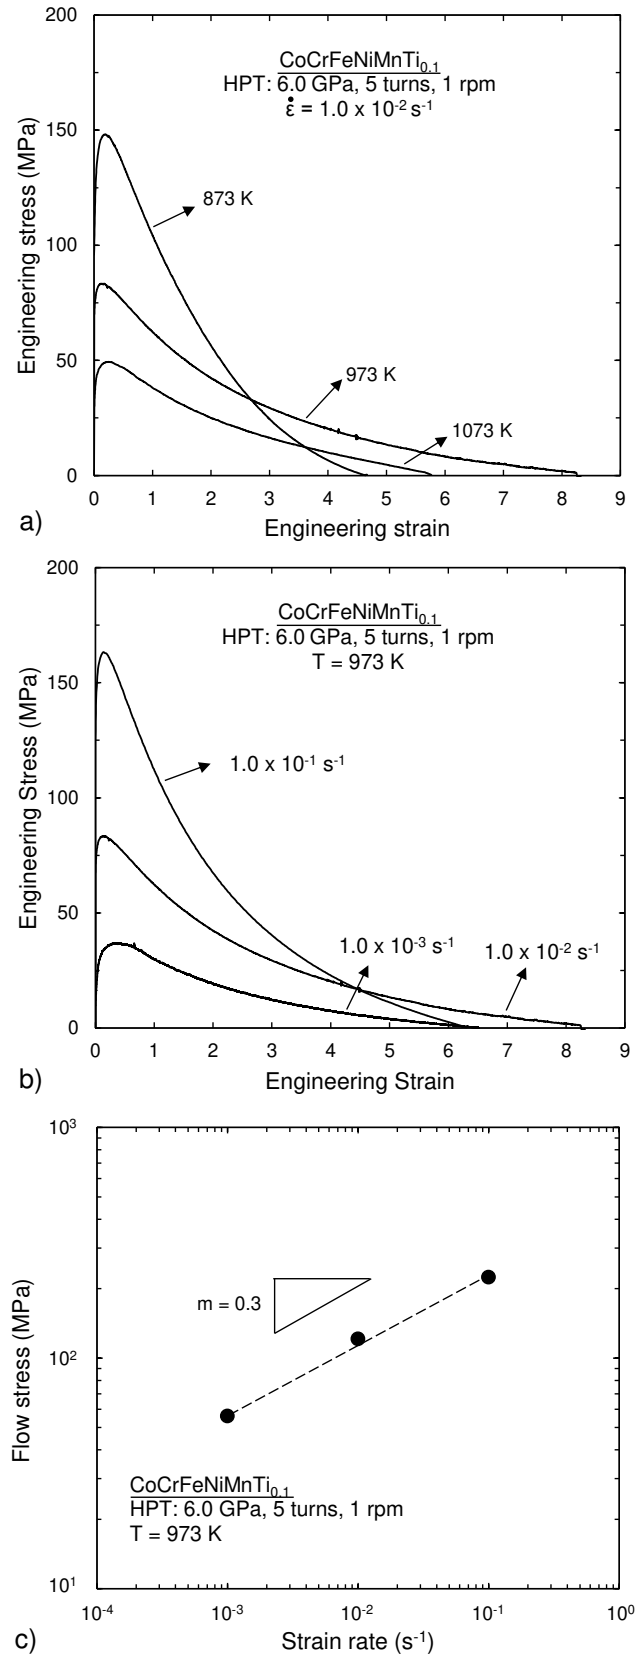 200
CoCrFeNiMnTi₀.₁
HPT: 6.0 GPa, 5 turns, 1 rpm
ε̇ = 1.0 x 10⁻² s⁻¹
150
873 K
Engineering stress (MPa)
100
50
973 K
1073 K
0
0 1 2 3 4 5 6 7 8 9
a)
Engineering strain
200
CoCrFeNiMnTi₀.₁
HPT: 6.0 GPa, 5 turns, 1 rpm
T = 973 K
150
1.0 x 10⁻¹ s⁻¹
Engineering Stress (MPa)
100
50
1.0 x 10⁻³ s⁻¹
1.0 x 10⁻² s⁻¹
0
0 1 2 3 4 5 6 7 8 9
b)
Engineering Strain
10³
m = 0.3
Flow stress (MPa)
10²
CoCrFeNiMnTi₀.₁
HPT: 6.0 GPa, 5 turns, 1 rpm
T = 973 K
10¹
10⁻⁴ 10⁻³ 10⁻² 10⁻¹ 10⁰
c)
Strain rate (s⁻¹)